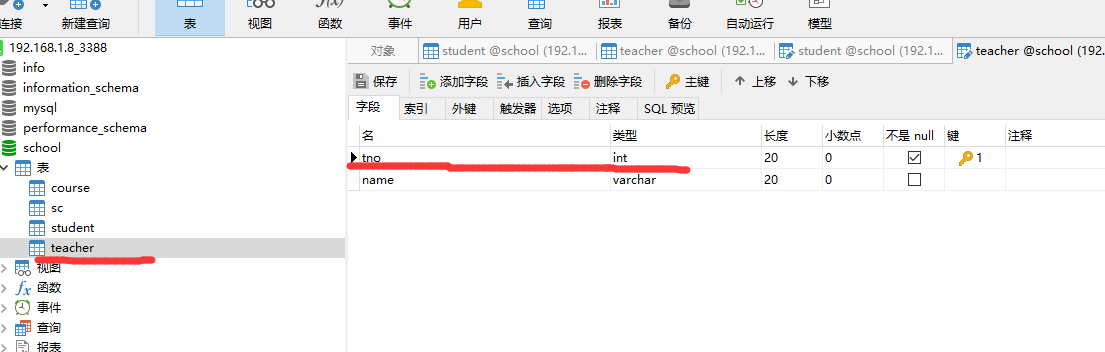 连接 新建查询 表 视图 函数 事件 用户 查询 报表 备份 自动运行 模型
192.168.1.8_3388
info
information_schema
mysql
performance_schema
school
表
course
sc
student
teacher
视图
fx 函数
事件
查询
报表
对象 student @school (192.1... teacher @school (192.1... student @school (192.1... teacher @school (192.
保存 添加字段 插入字段 删除字段 主键 上移 下移
字段 索引 外键 触发器 选项 注释 SQL 预览
名 类型 长度 小数点 不是 null 键 注释
tno int 20 0 1
name varchar 20 0